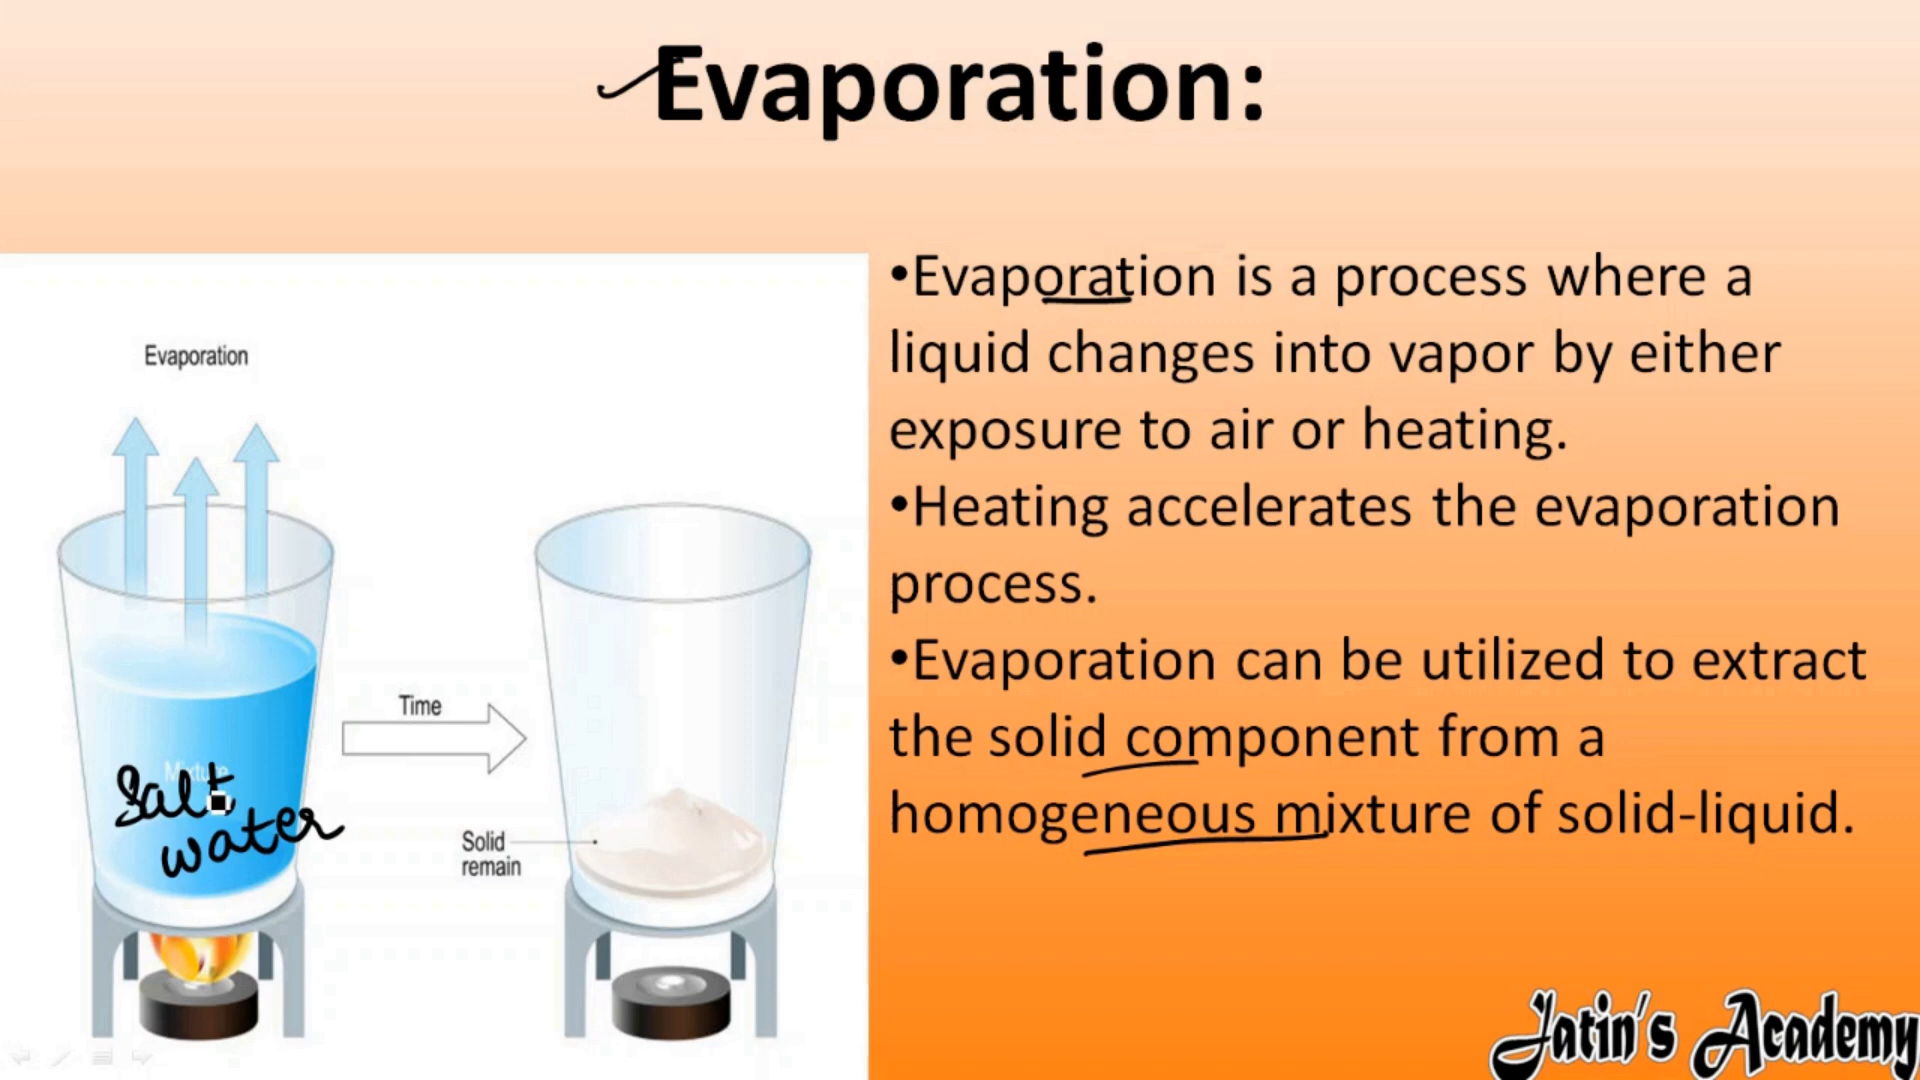 Evaporation:
•Evaporation is a process where a
liquid changes into vapor by either
exposure to air or heating.
•Heating accelerates the evaporation
process.
•Evaporation can be utilized to extract
the solid component from a
homogeneous mixture of solid-liquid.
Evaporation
Time
Mixture
Salt
water
Solid
remain
Jatin's Academy